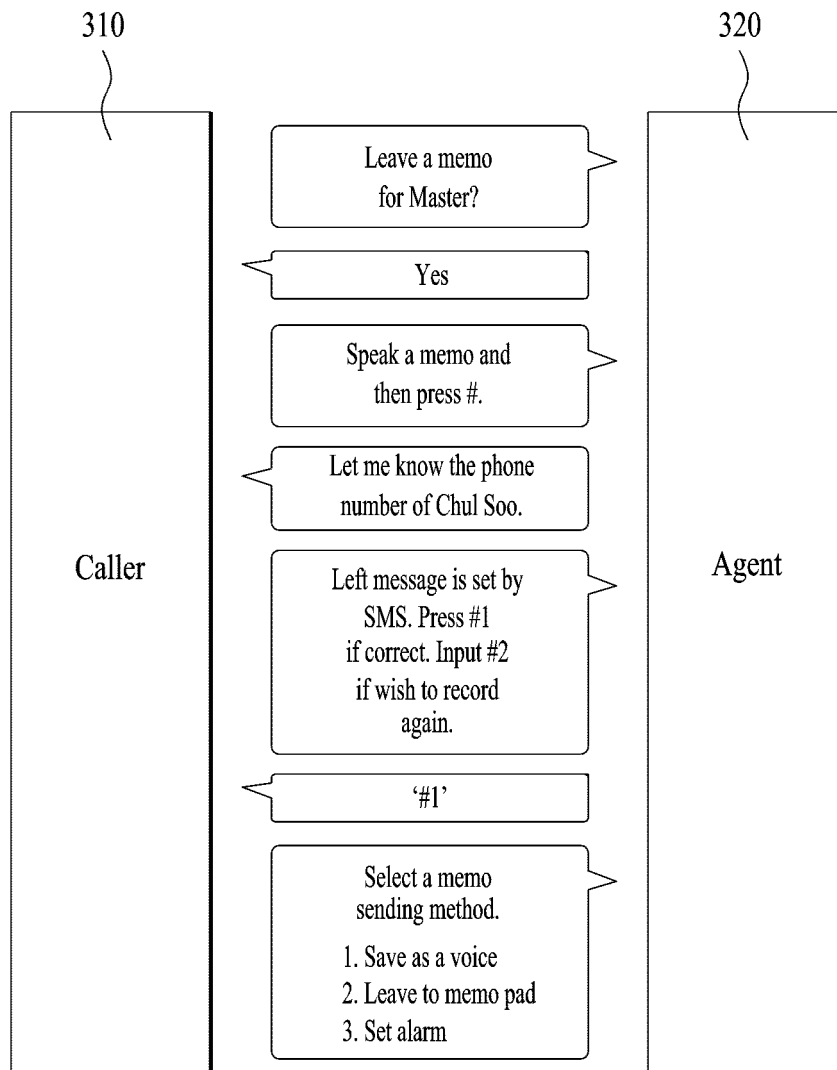 310
320
Leave a memo
for Master?
Yes
Speak a memo and
then press #.
Let me know the phone
number of Chul Soo.
Caller
Agent
Left message is set by
SMS. Press #1
if correct. Input #2
if wish to record
again.
‘#1’
Select a memo
sending method.
1. Save as a voice
2. Leave to memo pad
3. Set alarm